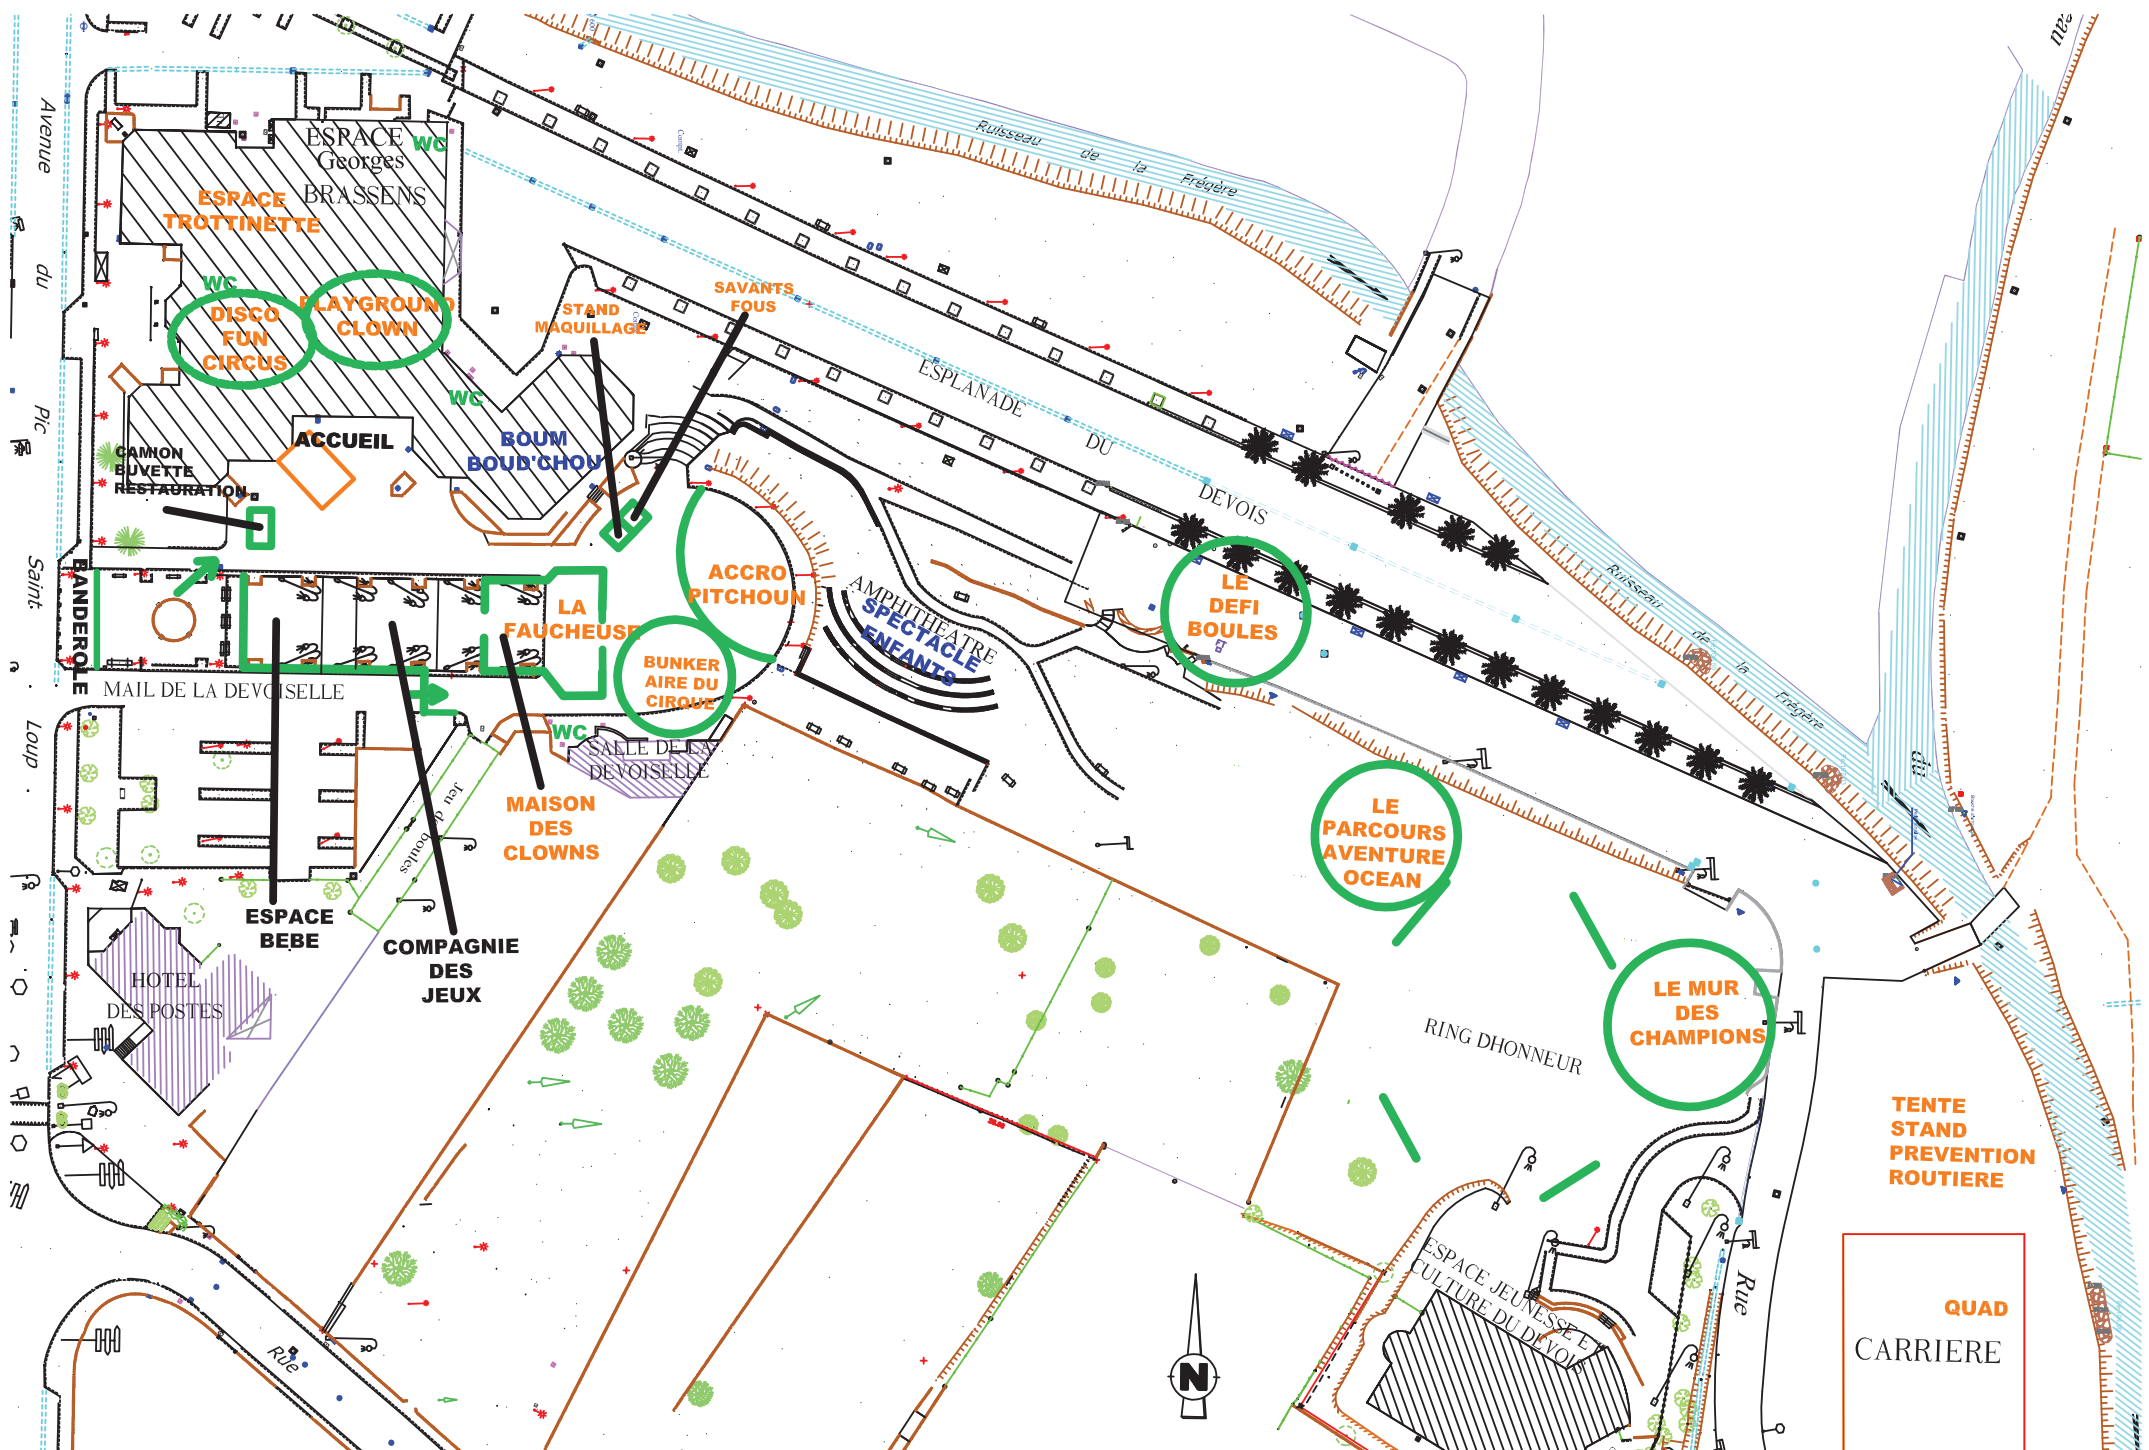 Avenue
du
Pic
Saint
Loup .
ESPACE
Georges
BRASSENS
WC
ESPACE
TROTTINETTE
WC
DISCO
FUN
CIRCUS
PLAYGROUND
CLOWN
WC
ACCUEIL
CAMION
BUVETTE
RESTAURATION
BOUM
BOUD'CHOU
STAND
MAQUILLAGE
SAVANTS
FOUS
Ruisseau de la Frégère
ESPLANADE
DU
DEVOIS
BANDEROLE
LA
FAUCHEUSE
ACCRO
PITCHOUN
BUNKER
AIRE DU
CIRQUE
AMPHITHEATRE
SPECTACLE
ENFANTS
LE
DEFI
BOULES
Ruisseau de la Frégère
du
MAIL DE LA DEVOISELLE
WC
SALLE DE LA
DEVOISELLE
Jeu de boules
MAISON
DES
CLOWNS
LE
PARCOURS
AVENTURE
OCEAN
ESPACE
BEBE
COMPAGNIE
DES
JEUX
HOTEL
DES POSTES
LE MUR
DES
CHAMPIONS
RING DHONNEUR
TENTE
STAND
PREVENTION
ROUTIERE
ESPACE JEUNESSE ET
CULTURE DU DEVOIS
Rue
QUAD
CARRIERE
N
Rue